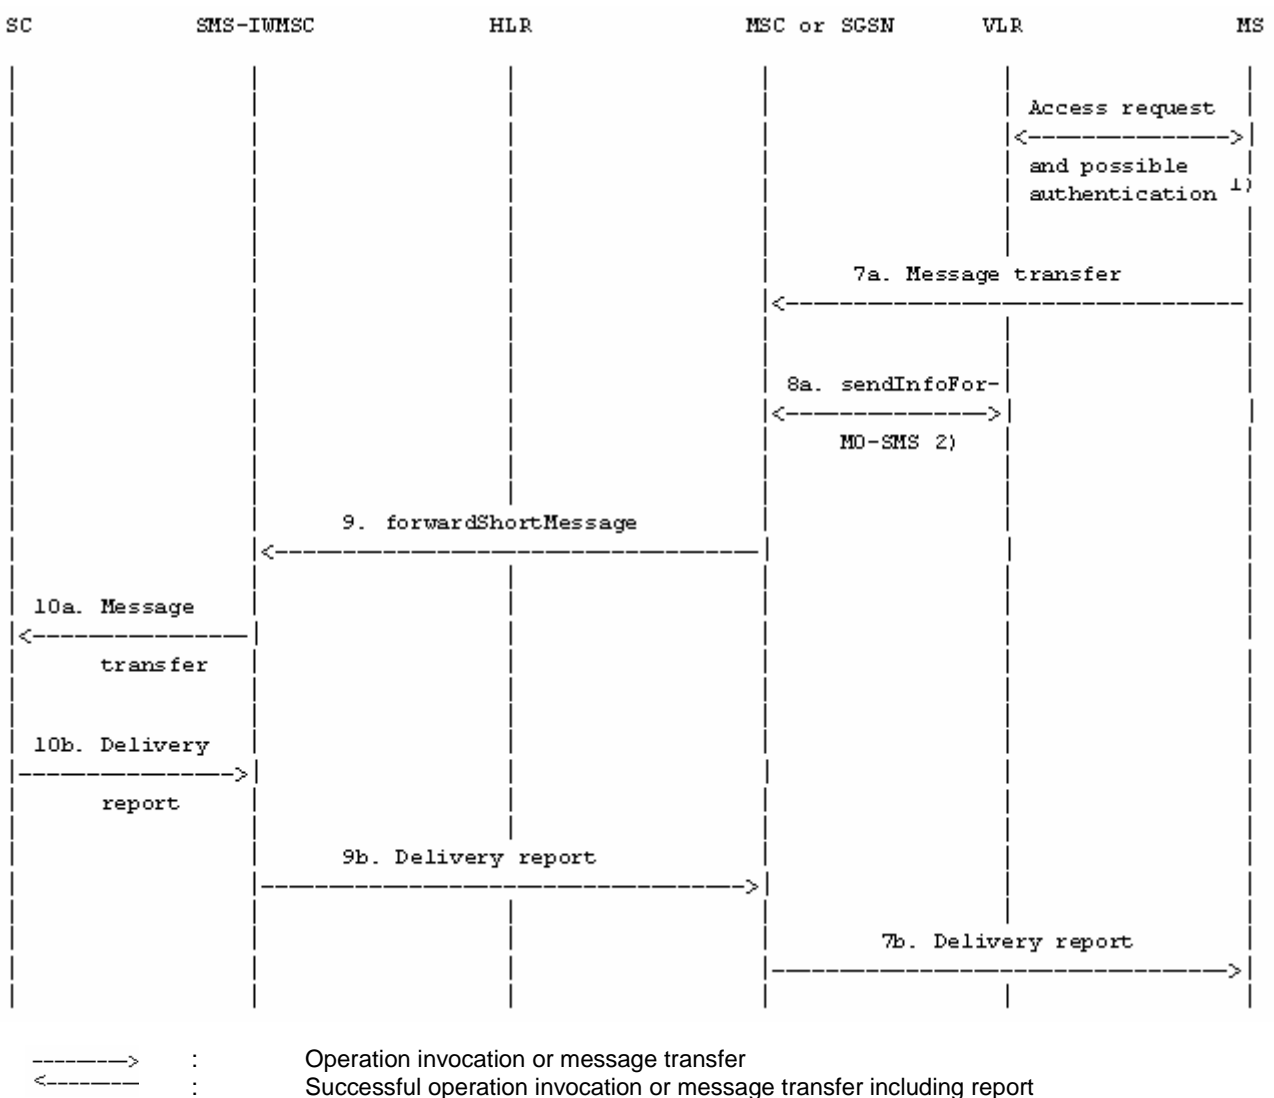 SC SMS-IWMSC HLR MSC or SGSN VLR MS
Access request
and possible
authentication 1)
7a. Message transfer
8a. sendInfoFor-
MO-SMS 2)
9. forwardShortMessage
10a. Message
transfer
10b. Delivery
report
9b. Delivery report
7b. Delivery report
: Operation invocation or message transfer
: Successful operation invocation or message transfer including report